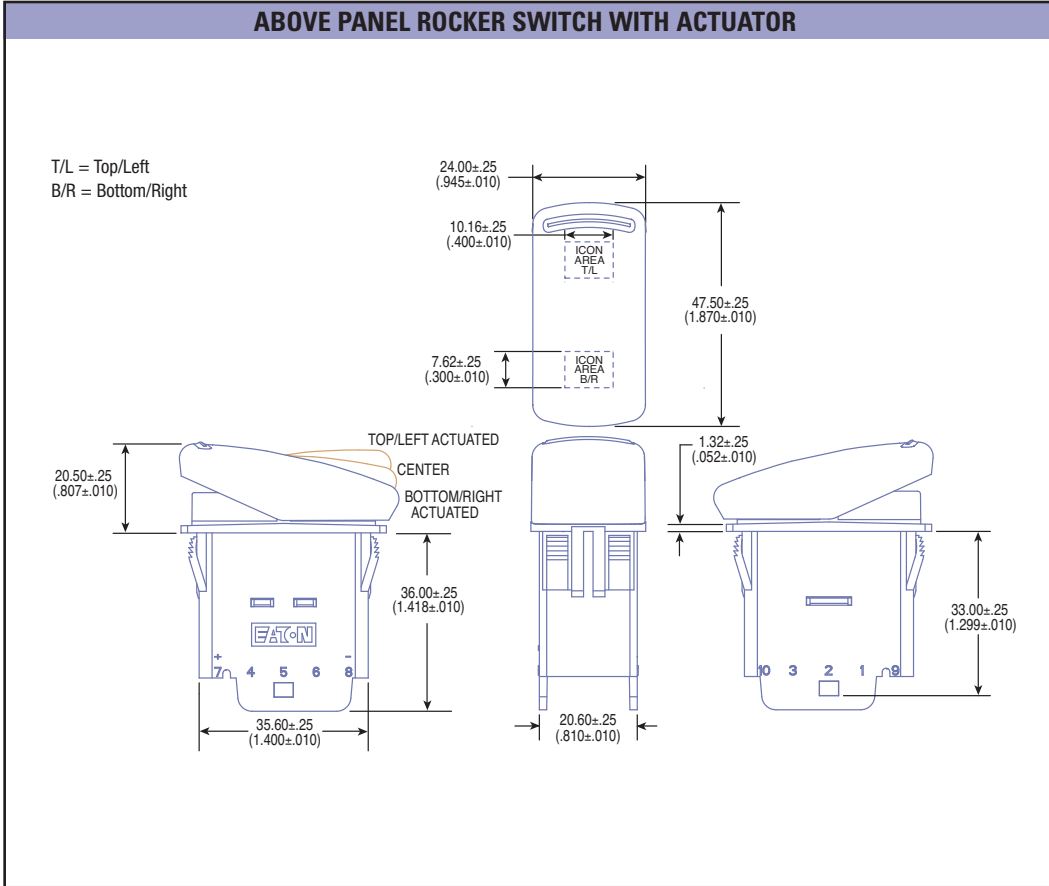 ABOVE PANEL ROCKER SWITCH WITH ACTUATOR
T/L = Top/Left
B/R = Bottom/Right
24.00±.25
(.945±.010)
10.16±.25
(.400±.010)
ICON
AREA
T/L
47.50±.25
(1.870±.010)
7.62±.25
(.300±.010)
ICON
AREA
B/R
TOP/LEFT ACTUATED
CENTER
BOTTOM/RIGHT
ACTUATED
20.50±.25
(.807±.010)
1.32±.25
(.052±.010)
36.00±.25
(1.418±.010)
33.00±.25
(1.299±.010)
EATON
+ -
7 4 5 6 8
10 3 2 1 9
35.60±.25
(1.400±.010)
20.60±.25
(.810±.010)